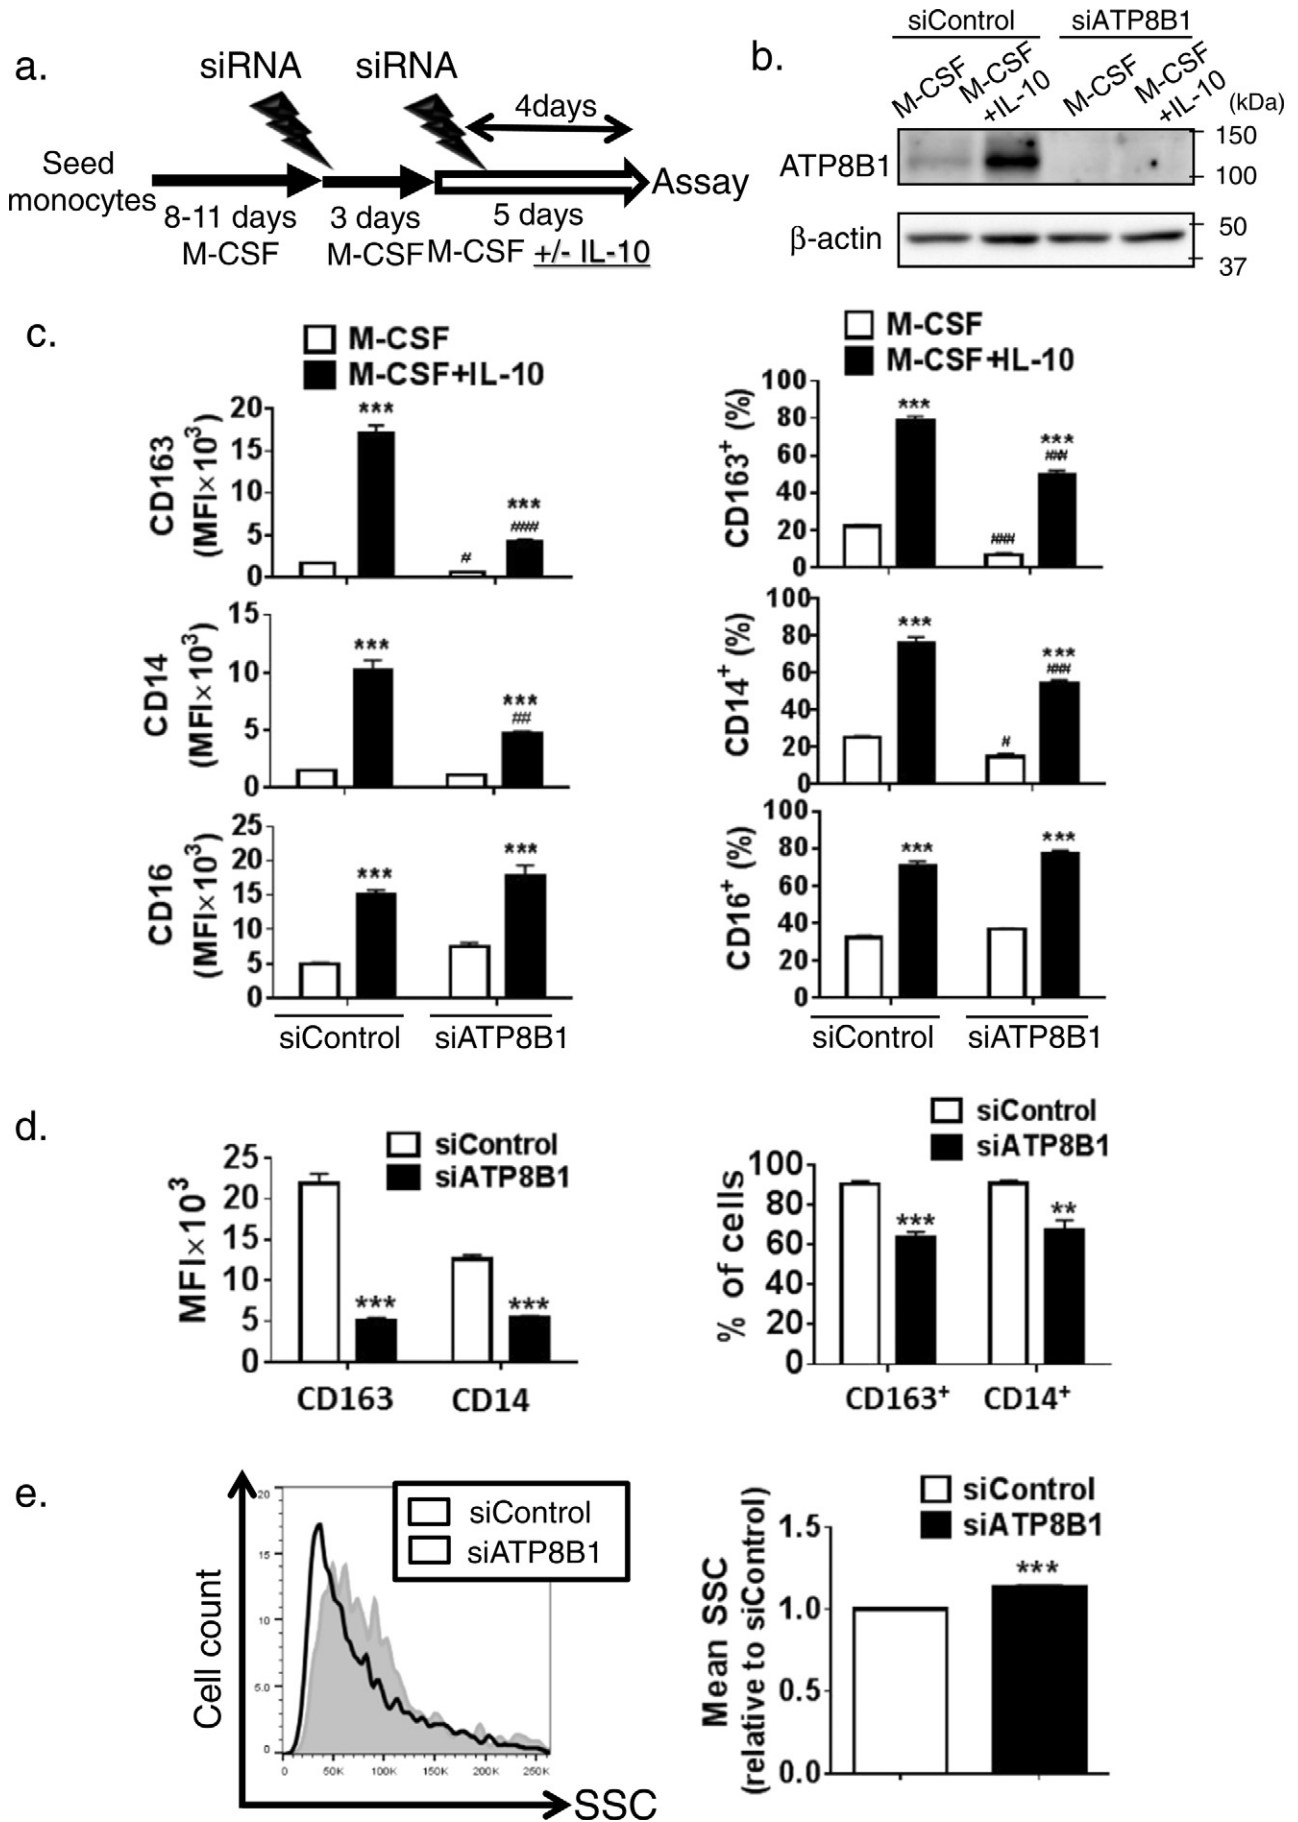 a.
siRNA siRNA
4days
Seed
monocytes
Assay
8-11 days 3 days 5 days
M-CSF M-CSF M-CSF +/- IL-10
b.
siControl siATP8B1
M-CSF M-CSF +IL-10 M-CSF M-CSF +IL-10 (kDa)
ATP8B1
150
100
β-actin
50
37
c.
M-CSF
M-CSF+IL-10
CD163
(MFI×10³)
20
15
10
5
0
***
***
###
#
M-CSF
M-CSF+IL-10
CD163⁺ (%)
100
80
60
40
20
0
***
***
###
###
CD14
(MFI×10³)
15
10
5
0
***
***
##
CD14⁺ (%)
100
80
60
40
20
0
***
***
###
#
CD16
(MFI×10³)
25
20
15
10
5
0
***
***
siControl siATP8B1
CD16⁺ (%)
100
80
60
40
20
0
***
***
siControl siATP8B1
d.
siControl
siATP8B1
MFI×10³
25
20
15
10
5
0
***
***
CD163 CD14
siControl
siATP8B1
% of cells
100
80
60
40
20
0
***
**
CD163⁺ CD14⁺
e.
siControl
siATP8B1
Cell count
20
15
10
5.0
0
0 50K 100K 150K 200K 250K
SSC
siControl
siATP8B1
Mean SSC
(relative to siControl)
1.5
1.0
0.5
0.0
***